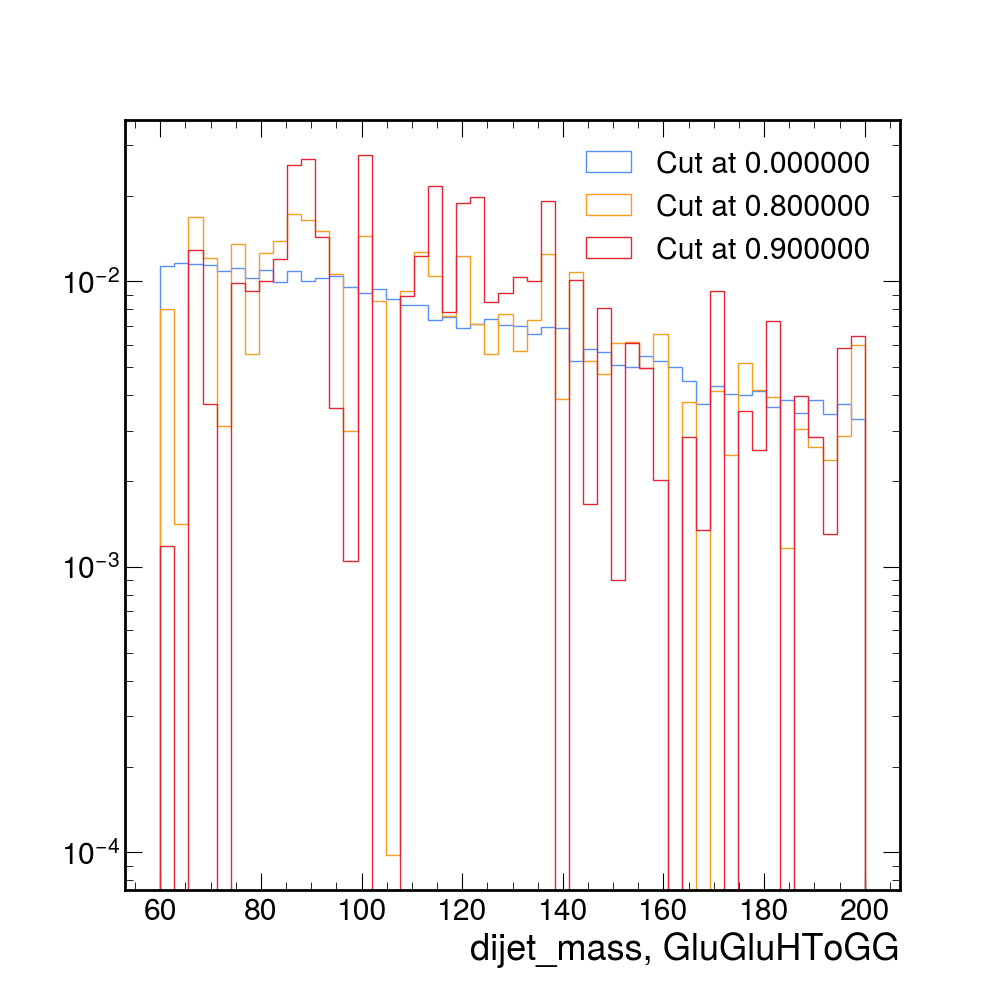 Cut at 0.000000
Cut at 0.800000
Cut at 0.900000
10⁻²
10⁻³
10⁻⁴
60 80 100 120 140 160 180 200
dijet_mass, GluGluHToGG